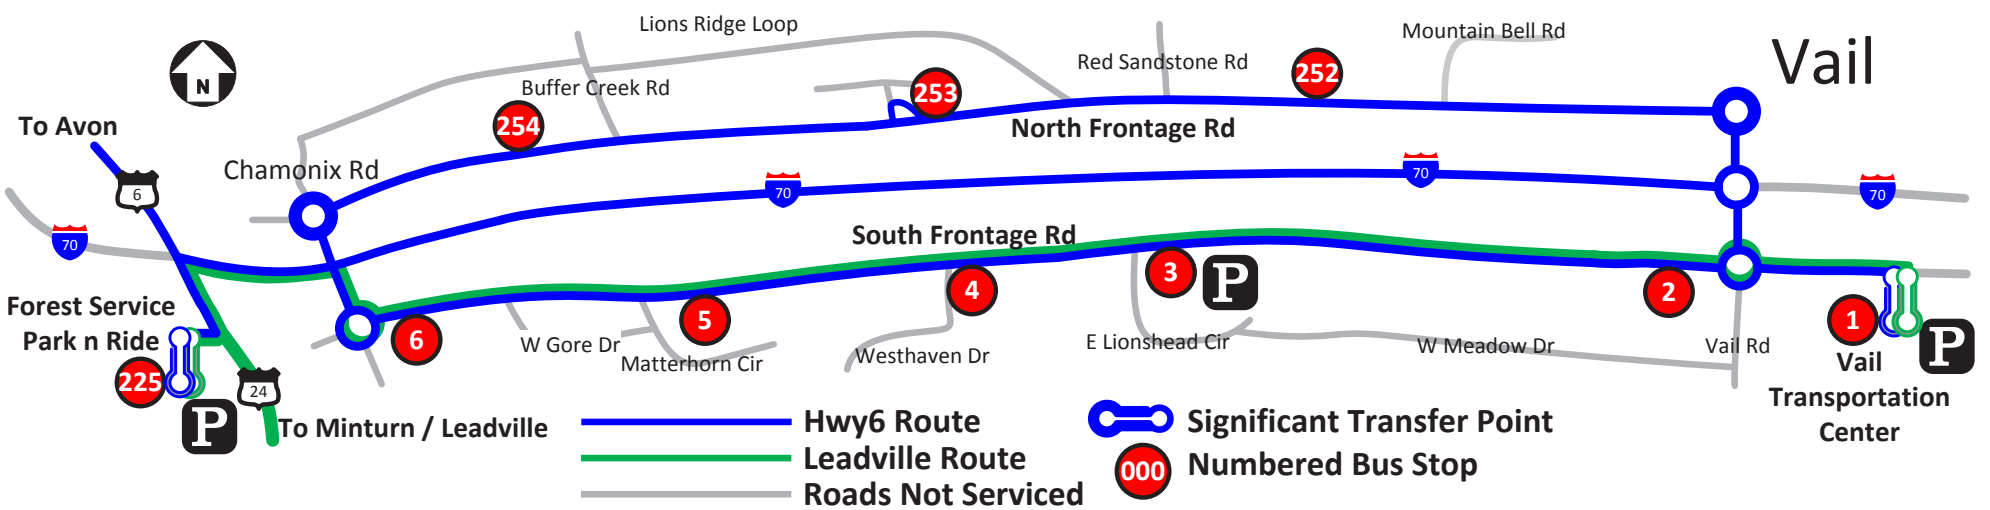 Lions Ridge Loop
Mountain Bell Rd
Vail
Red Sandstone Rd
252
N
Buffer Creek Rd
253
To Avon
254
North Frontage Rd
Chamonix Rd
6
70
70
70
70
South Frontage Rd
3
P
4
2
Forest Service
Park n Ride
5
6
1
P
W Gore Dr
Matterhorn Cir
Westhaven Dr
E Lionshead Cir
W Meadow Dr
Vail Rd
Vail
Transportation
Center
225
24
P
To Minturn / Leadville
Hwy6 Route
Leadville Route
Roads Not Serviced
Significant Transfer Point
000
Numbered Bus Stop